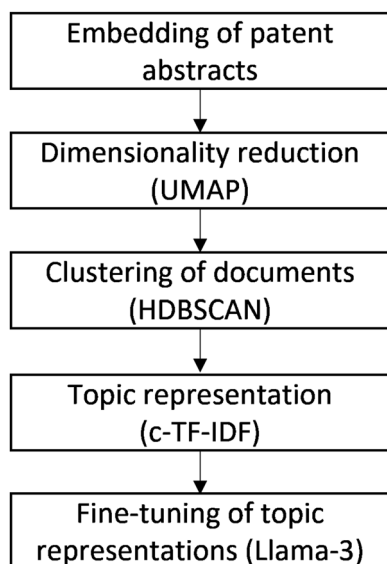 Embedding of patent
abstracts
Dimensionality reduction
(UMAP)
Clustering of documents
(HDBSCAN)
Topic representation
(c-TF-IDF)
Fine-tuning of topic
representations (Llama-3)